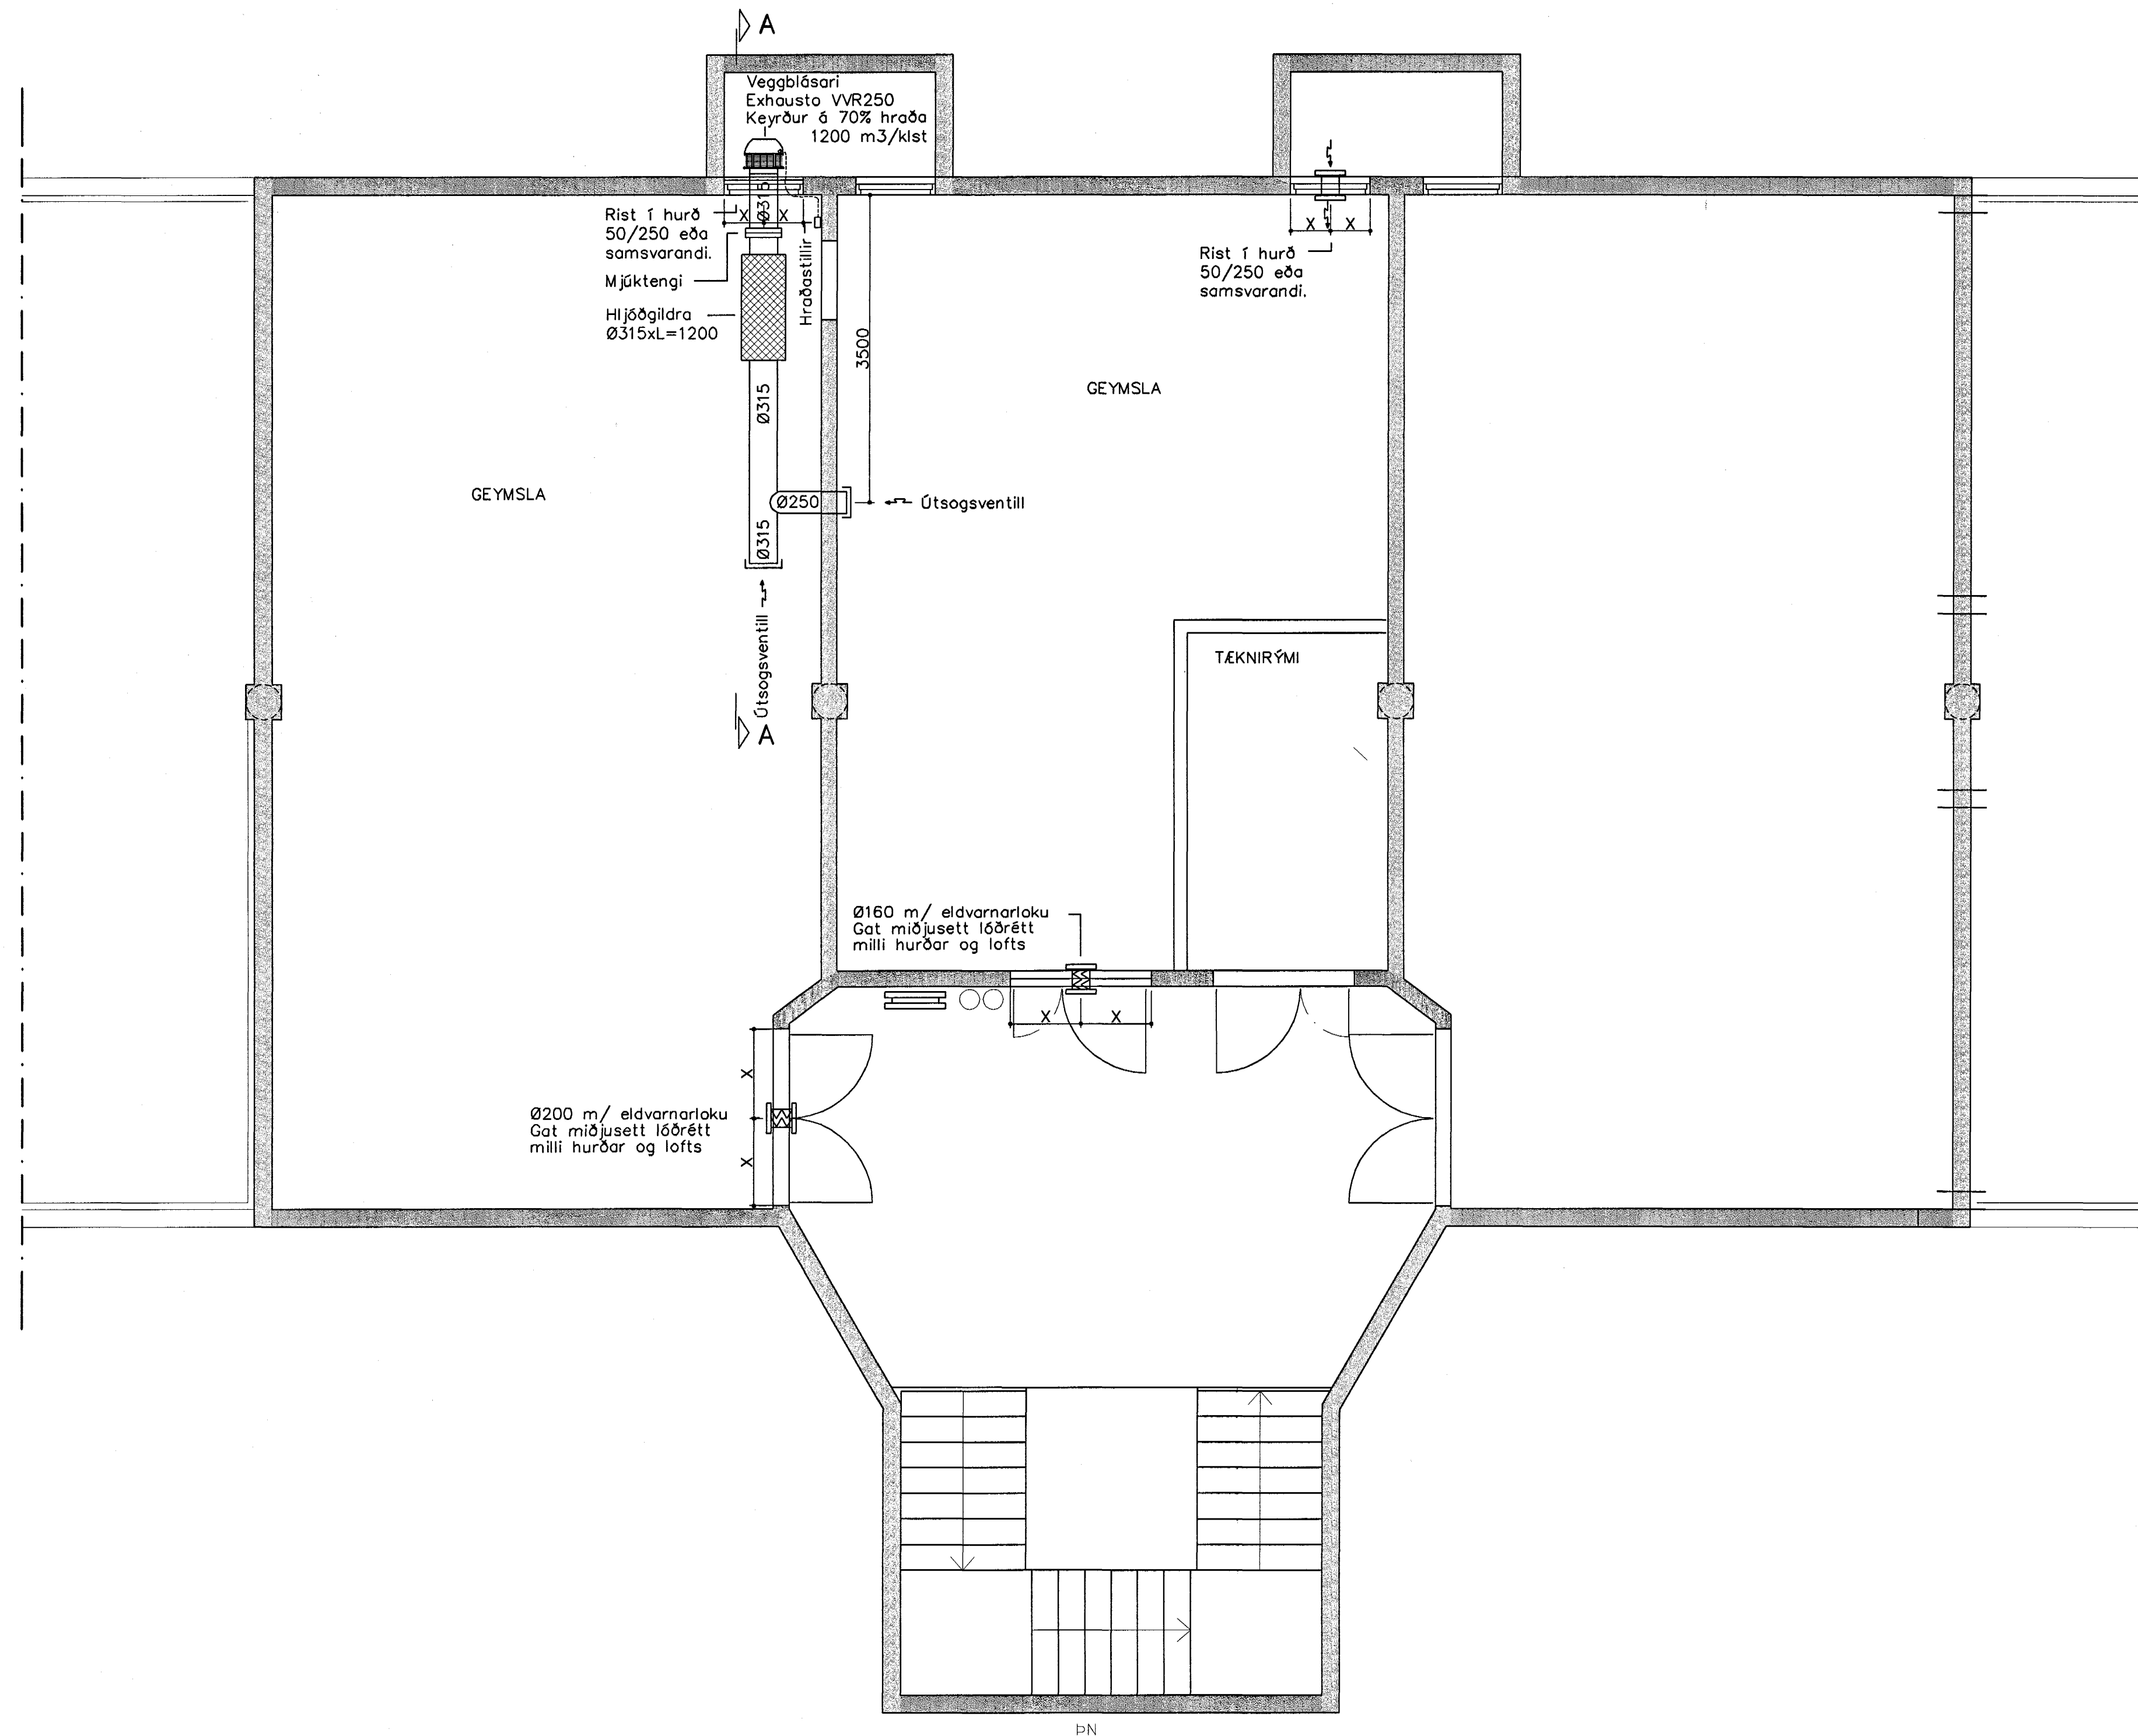 A
Veggblásari
Exhausto VVR250
Keyrður á 70% hraða
1200 m3/klst
Rist í hurð
50/250 eða
samsvarandi.
X
Ø315
X
Mjúktengi
Hljóðgildra
Ø315xL=1200
Hraðastillir
3500
X
X
Rist í hurð
50/250 eða
samsvarandi.
GEYMSLA
Ø315
GEYMSLA
Ø250
Útsogsventill
Ø315
Útsogsventill
A
TÆKNIRÝMI
Ø160 m/ eldvarnarloku
Gat miðjusett lóðrétt
milli hurðar og lofts
X
X
X
Ø200 m/ eldvarnarloku
Gat miðjusett lóðrétt
milli hurðar og lofts
X
ÞN